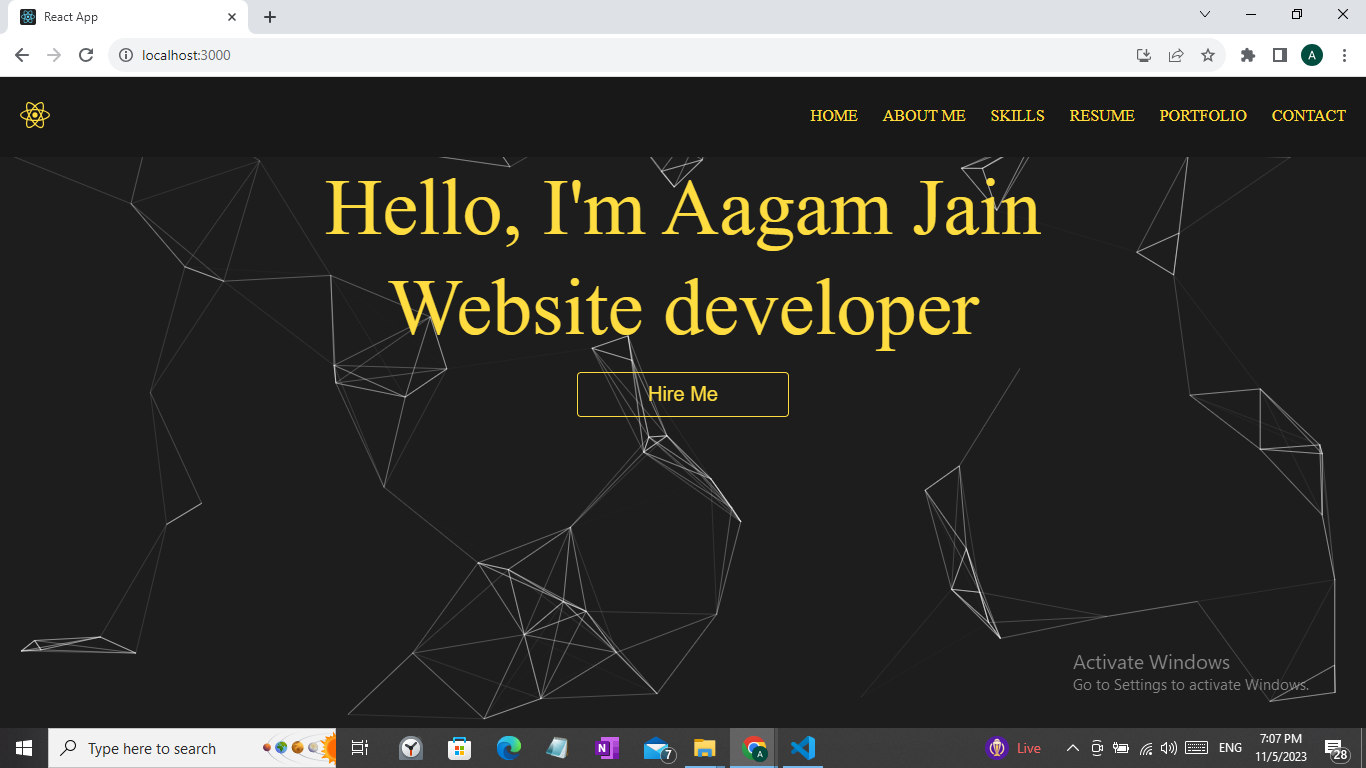 React App
localhost:3000
A
HOME ABOUT ME SKILLS RESUME PORTFOLIO CONTACT
Hello, I'm Aagam Jain
Website developer
Hire Me
Activate Windows
Go to Settings to activate Windows.
Type here to search
N
7
A
Live
ENG
7:07 PM
11/5/2023
28